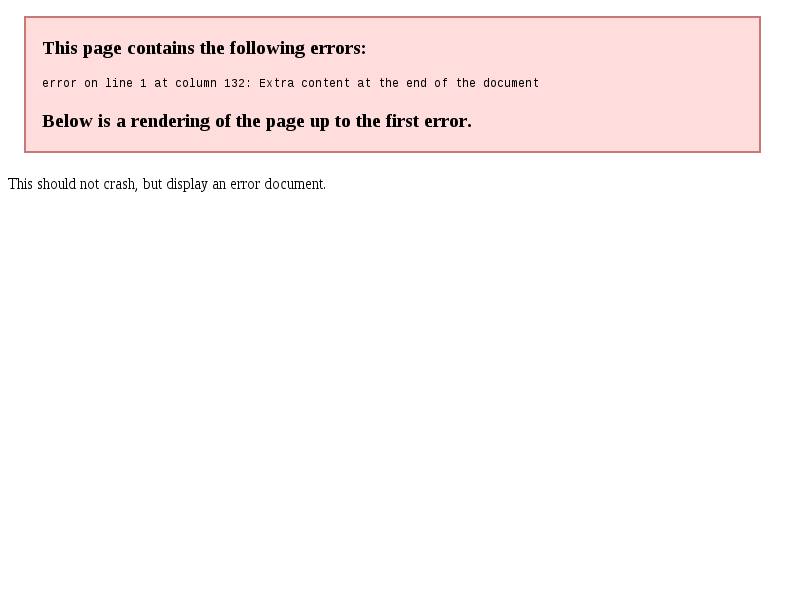 This page contains the following errors:
error on line 1 at column 132: Extra content at the end of the document
Below is a rendering of the page up to the first error.
This should not crash, but display an error document.